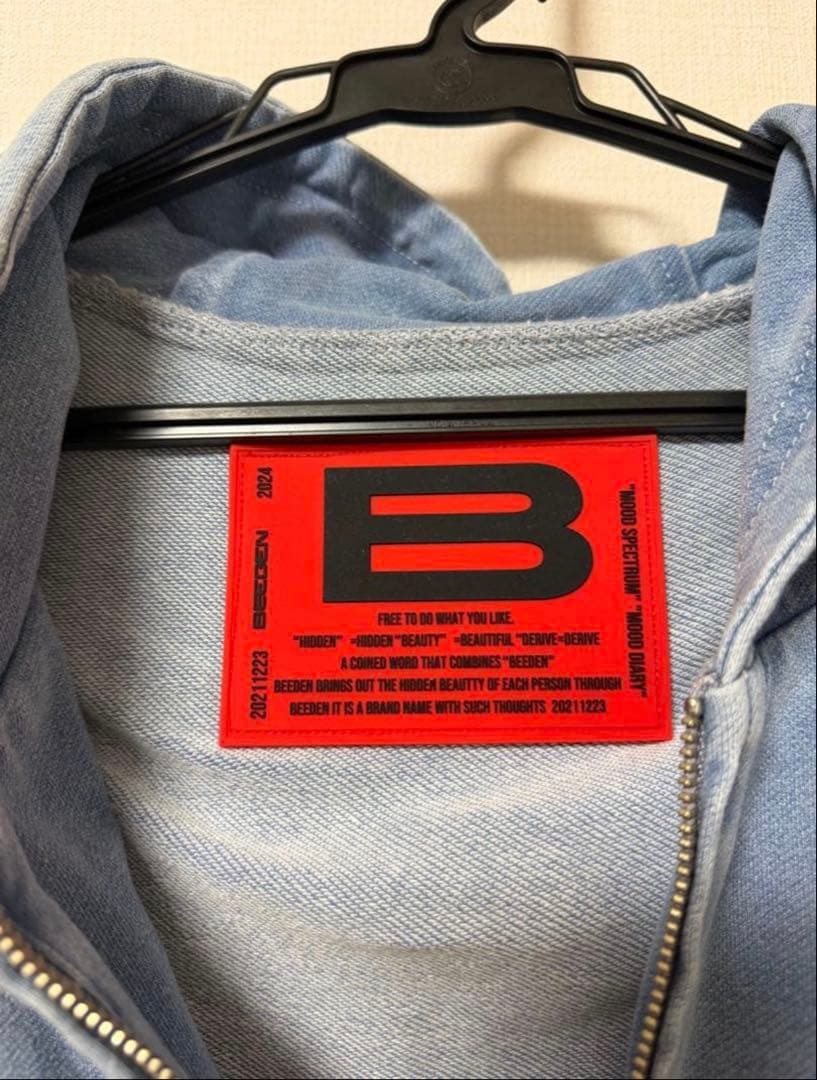 B
FREE TO DO WHAT YOU LIKE.
"HIDDEN" =HIDDEN "BEAUTY" =BEAUTIFUL "DERIVE=DERIVE
A COINED WORD THAT COMBINES "BEEDEN"
BEEDEN BRINGS OUT THE HIDDEN BEAUTTY OF EACH PERSON THROUGH
BEEDEN IT IS A BRAND NAME WITH SUCH THOUGHTS 20211223
20211223 BEEDEN 2024
"MOOD SPECTRUM" "MOOD DIARY"